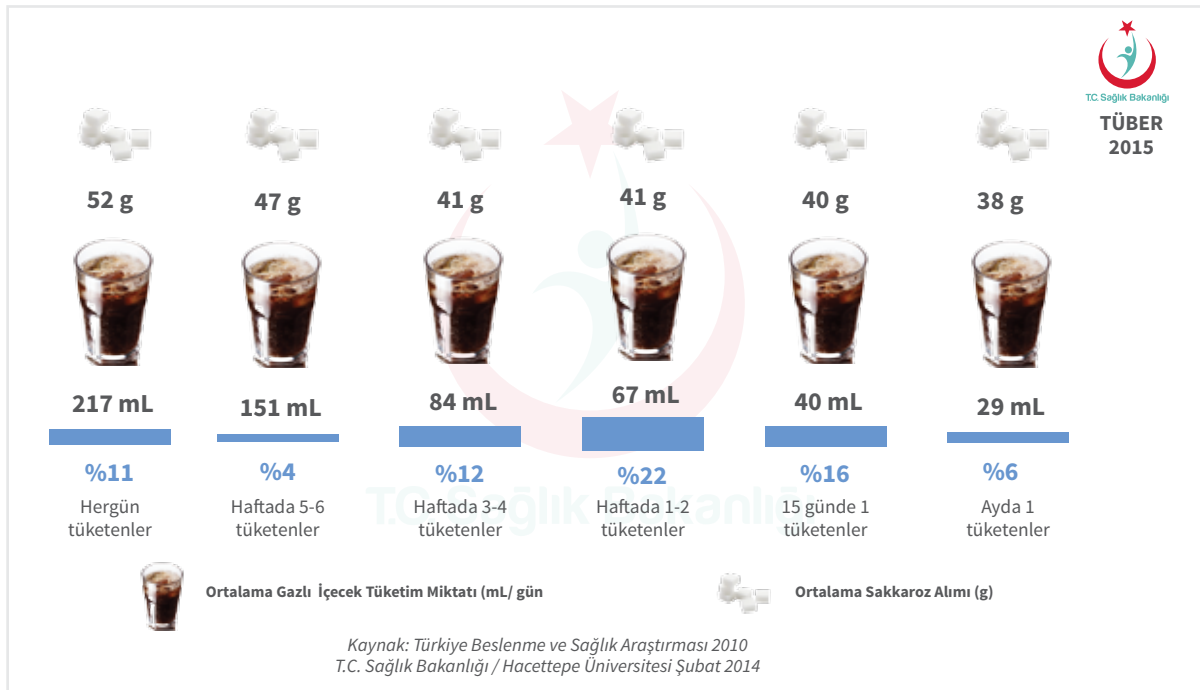 T.C. Sağlık Bakanlığı
TÜBER
2015
52 g
47 g
41 g
41 g
40 g
38 g
217 mL
151 mL
84 mL
67 mL
40 mL
29 mL
%11
%4
%12
%22
%16
%6
Hergün
tüketenler
Haftada 5-6
tüketenler
Haftada 3-4
tüketenler
Haftada 1-2
tüketenler
15 günde 1
tüketenler
Ayda 1
tüketenler
T.C. Sağlık Bakanlığı
Ortalama Gazlı İçecek Tüketim Miktatı (mL/ gün
Ortalama Sakkaroz Alımı (g)
Kaynak: Türkiye Beslenme ve Sağlık Araştırması 2010
T.C. Sağlık Bakanlığı / Hacettepe Üniversitesi Şubat 2014